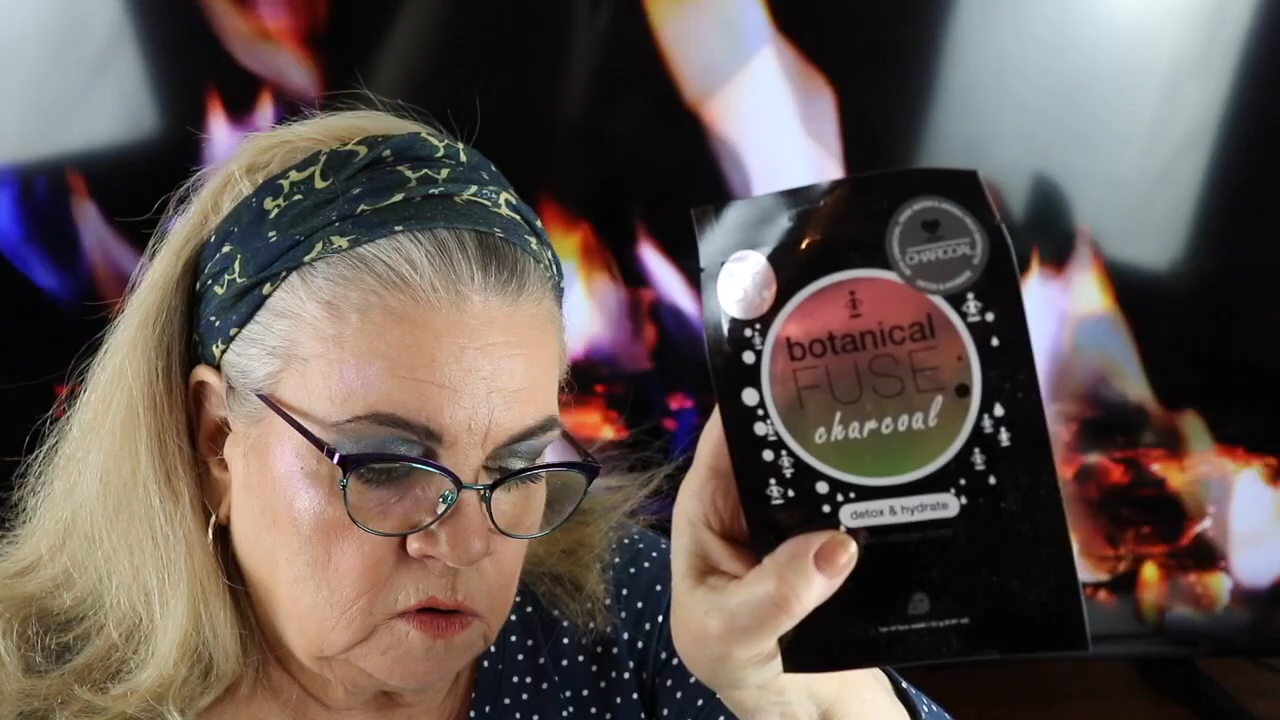 CHARCOAL
botanical
FUSE
charcoal
detox & hydrate